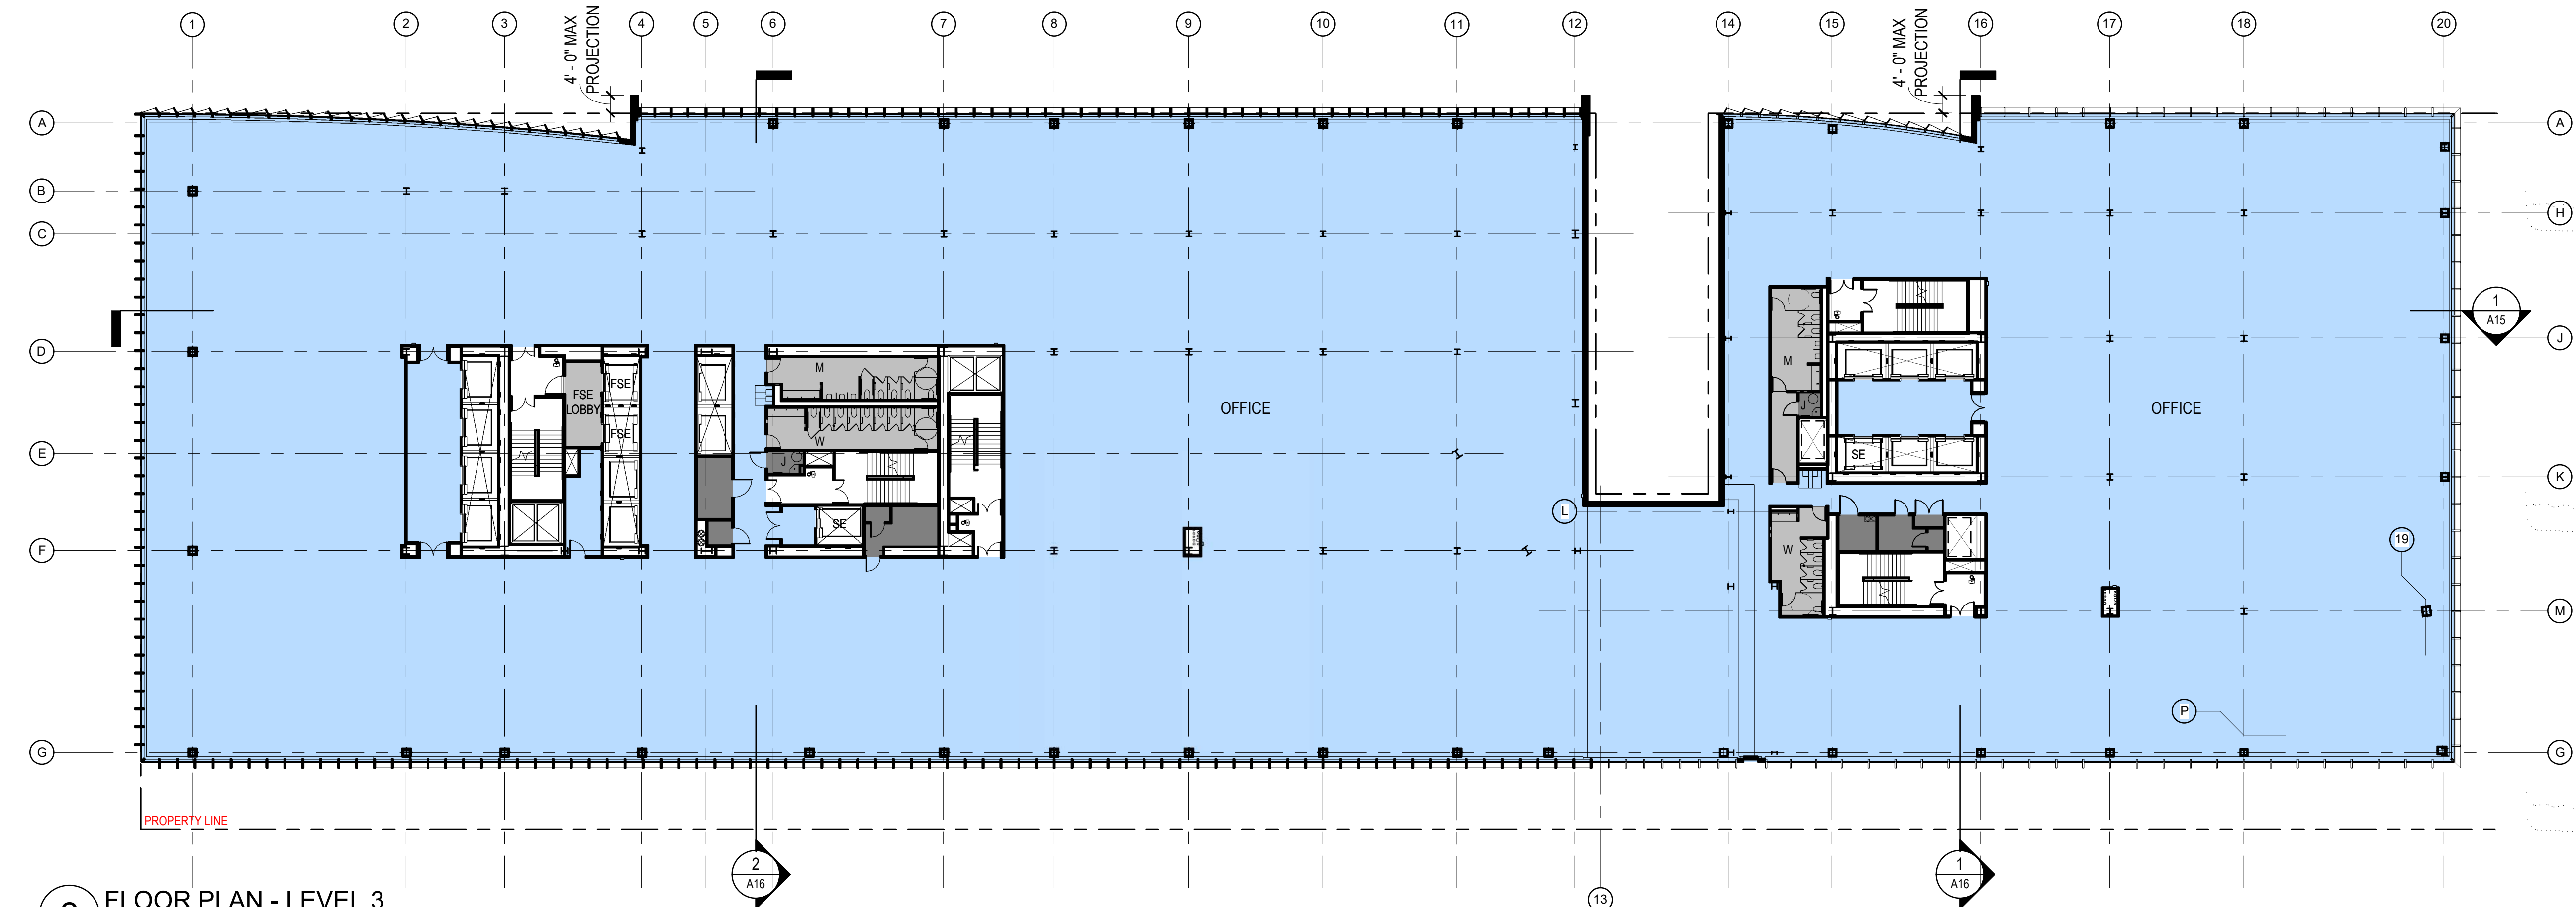 1
2
3
4
5
6
7
8
9
10
11
12
14
15
16
17
18
20
4' - 0" MAX
PROJECTION
4' - 0" MAX
PROJECTION
A
A
B
C
H
1
A15
D
J
M
FSE
FSE
LOBBY
FSE
M
J
OFFICE
OFFICE
W
E
SE
K
J
SE
L
W
F
19
M
P
G
G
PROPERTY LINE
2
A16
1
A16
13
FLOOR PLAN - LEVEL 3